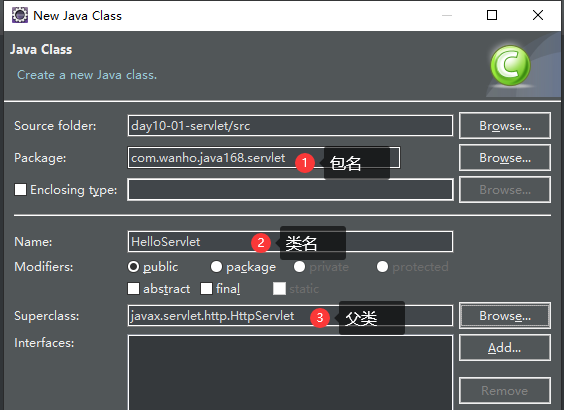 New Java Class
Java Class
Create a new Java class.
Source folder: day10-01-servlet/src Browse...
Package: com.wanho.java168.servlet 1 包名 Browse...
Enclosing type: Browse...
Name: HelloServlet 2 类名
Modifiers: public package private protected
abstract final static
Superclass: javax.servlet.http.HttpServlet 3 父类 Browse...
Interfaces: Add...
Remove